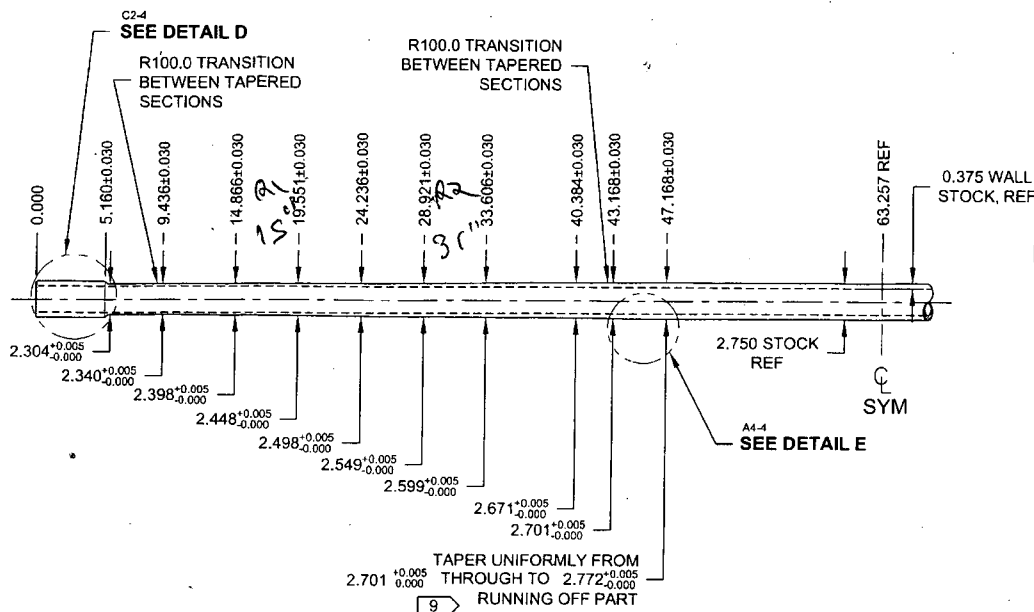 C2-4
SEE DETAIL D
R100.0 TRANSITION
BETWEEN TAPERED
SECTIONS
R100.0 TRANSITION
BETWEEN TAPERED
SECTIONS
0.000
5.160±0.030
9.436±0.030
14.866±0.030
19.551±0.030
24.236±0.030
28.921±0.030
33.606±0.030
40.384±0.030
43.168±0.030
47.168±0.030
63.257 REF
0.375 WALL
STOCK, REF
15"
31"
2.304 +0.005 -0.000
2.340 +0.005 -0.000
2.398 +0.005 -0.000
2.448 +0.005 -0.000
2.498 +0.005 -0.000
2.549 +0.005 -0.000
2.599 +0.005 -0.000
2.671 +0.005 -0.000
2.701 +0.005 -0.000
2.750 STOCK
REF
SYM
A4-4
SEE DETAIL E
TAPER UNIFORMLY FROM
2.701 +0.005 0.000 THROUGH TO 2.772 +0.005 -0.000
RUNNING OFF PART
9